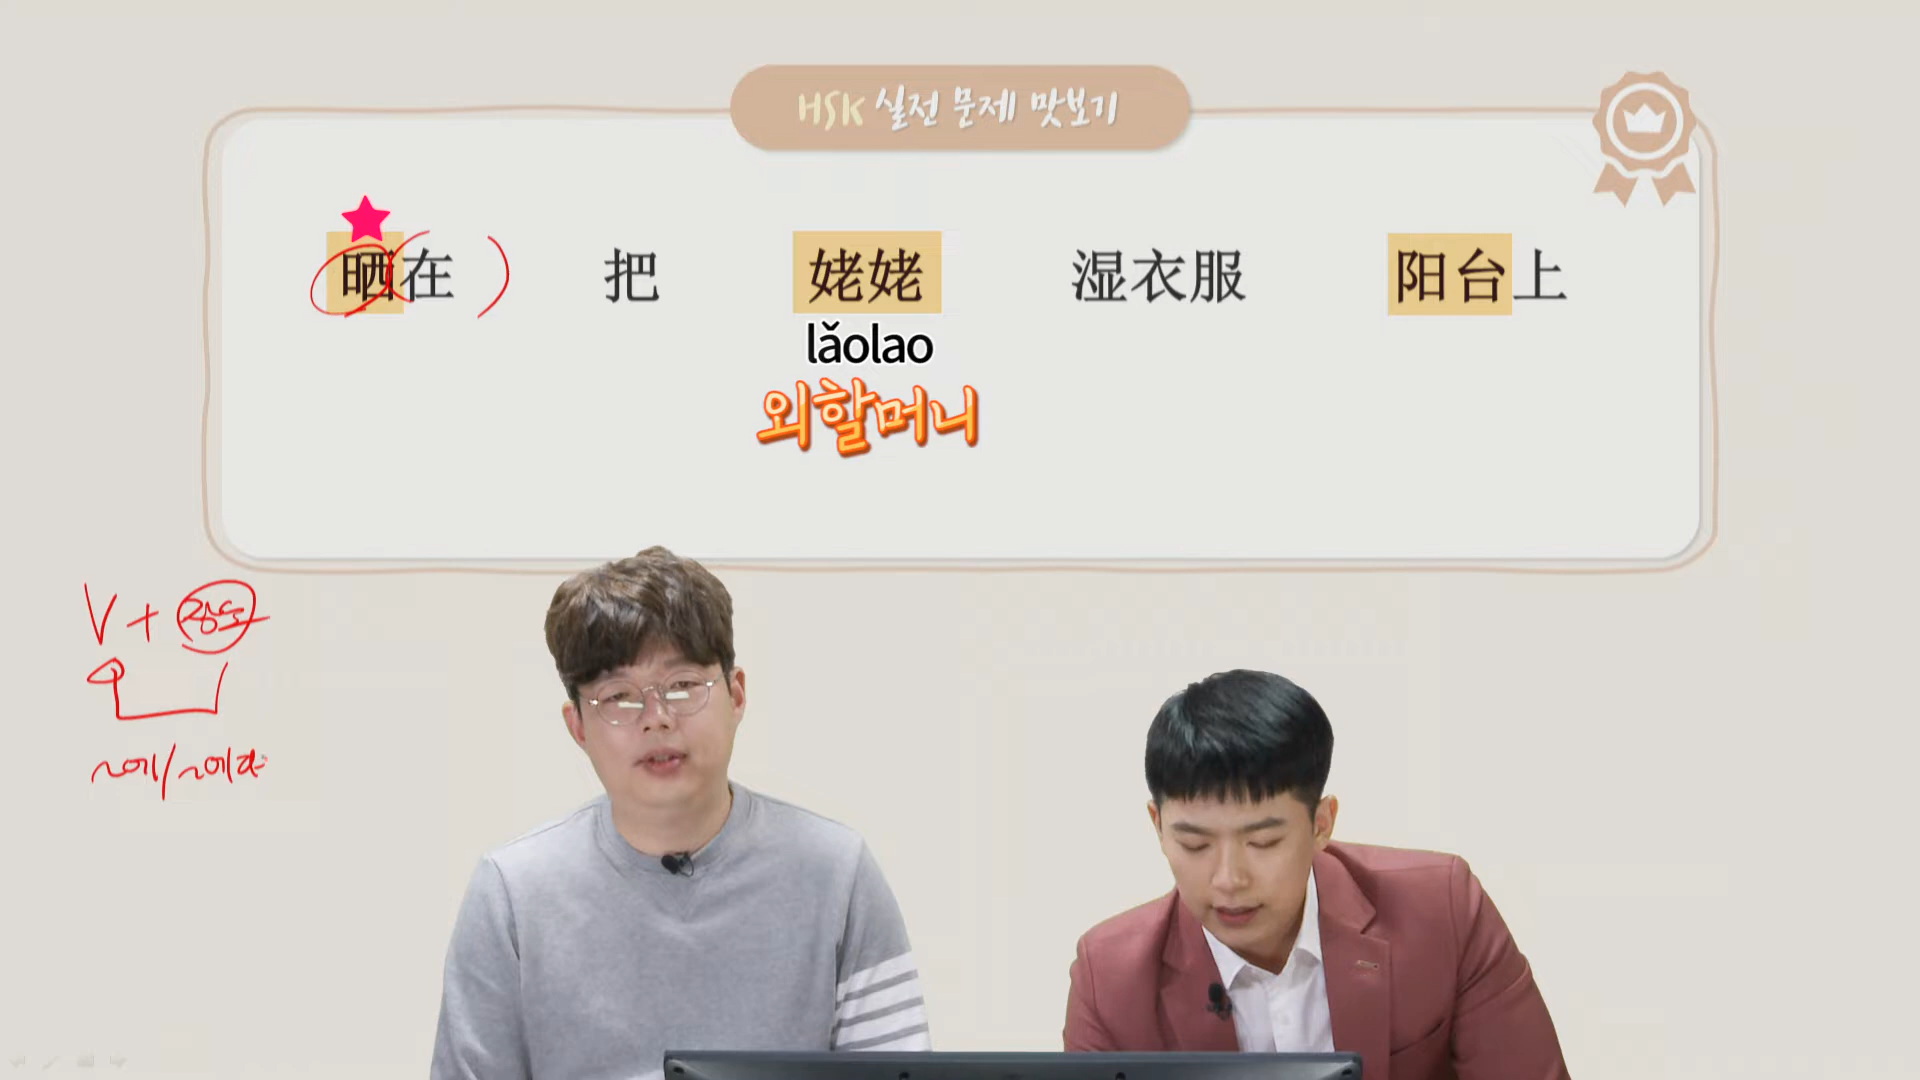 HSK 실전 문제 맛보기
晒在 ( ) 把 姥姥 湿衣服 阳台上
lǎolao
외할머니
V + 장소
~에/~에다